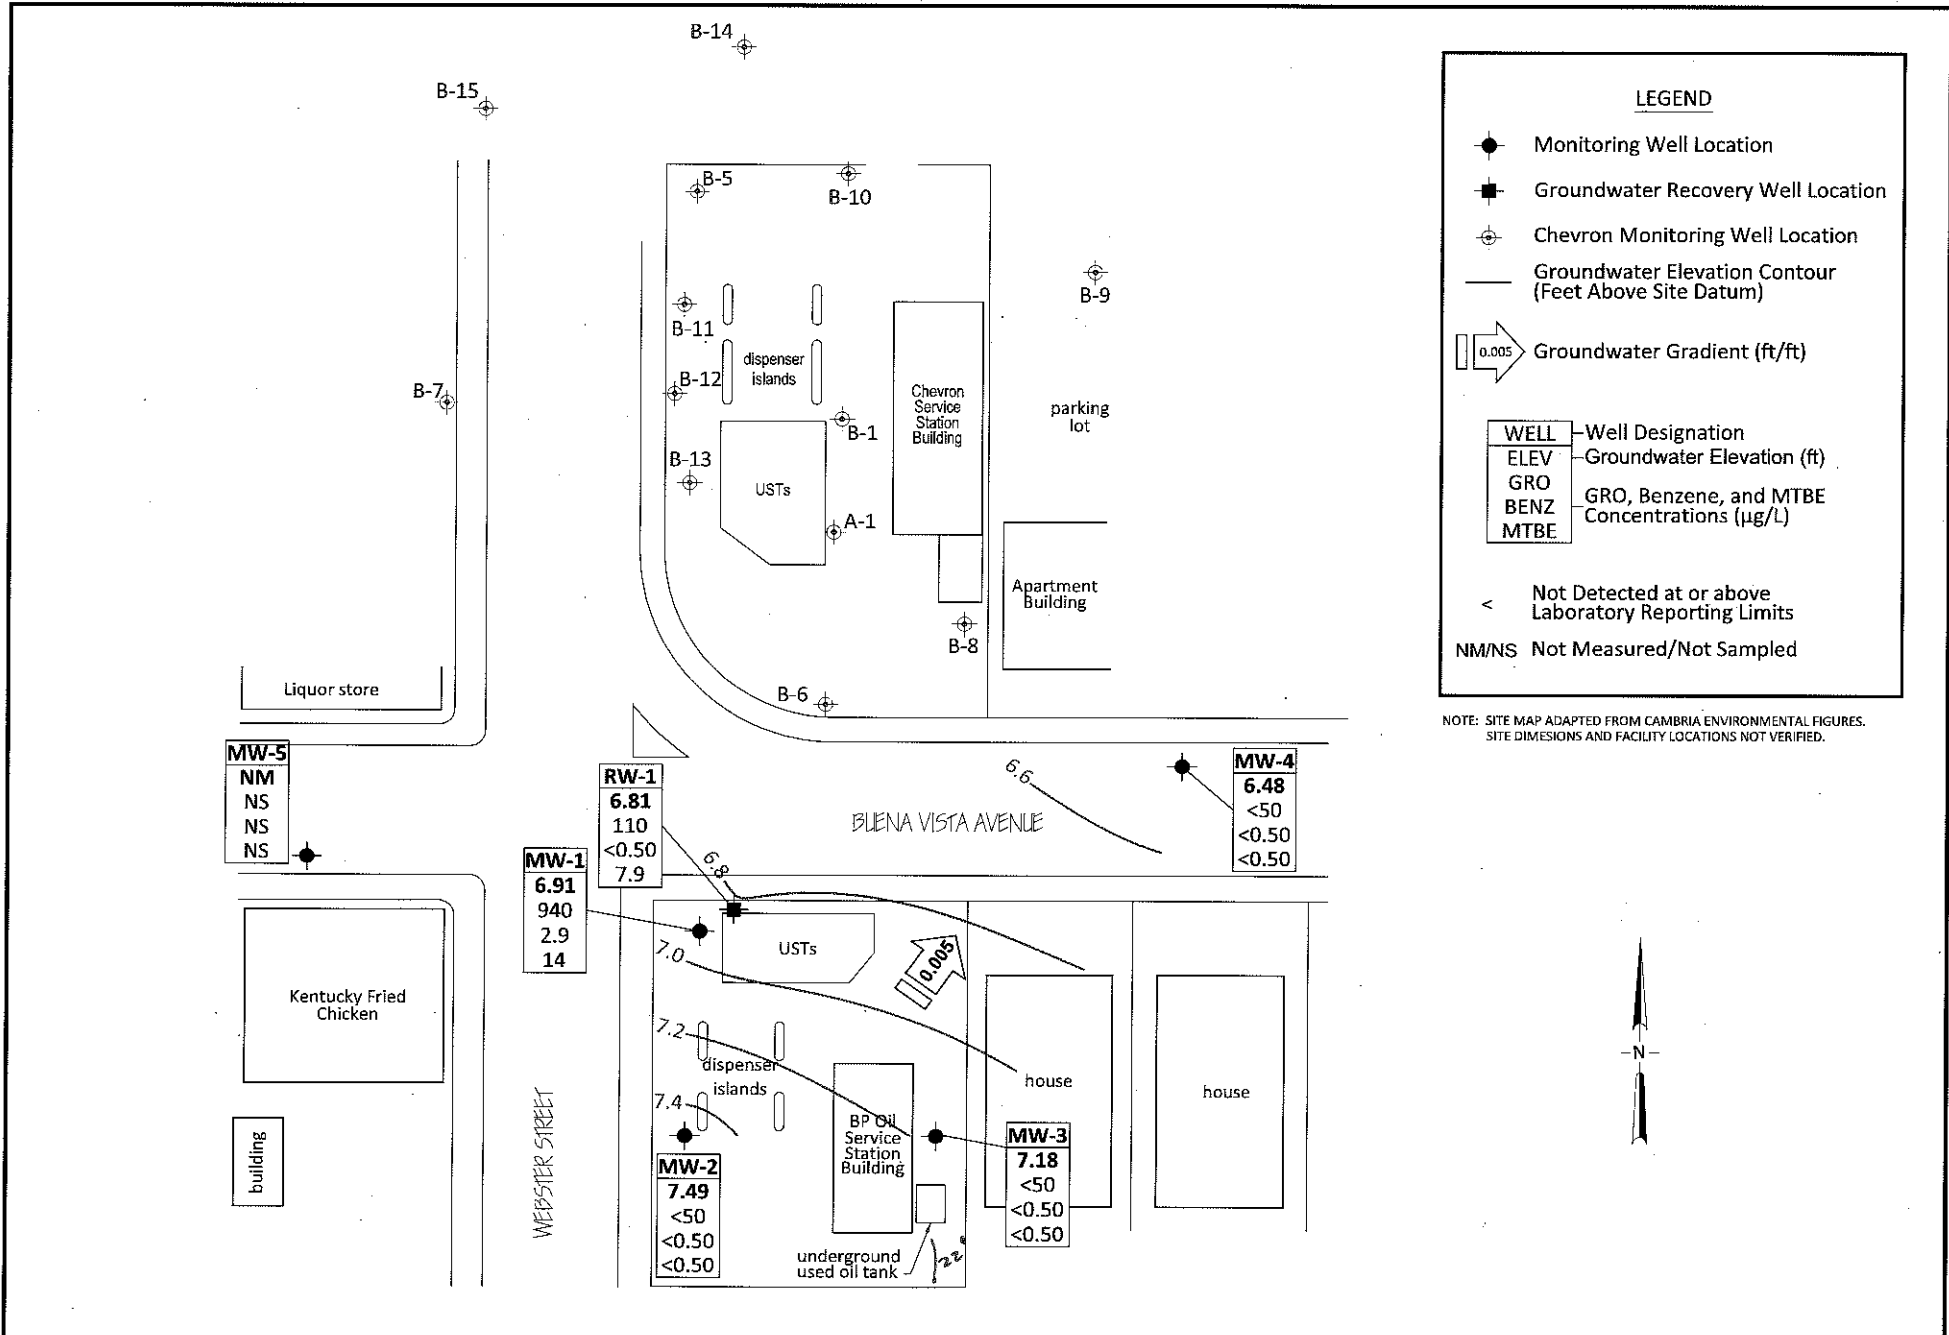 B-14
B-15
B-5
B-10
B-9
B-11
dispenser
islands
B-12
B-7
B-1
Chevron
Service
Station
Building
parking
lot
B-13
USTs
A-1
Apartment
Building
B-8
B-6
Liquor store
LEGEND
Monitoring Well Location
Groundwater Recovery Well Location
Chevron Monitoring Well Location
Groundwater Elevation Contour
(Feet Above Site Datum)
0.005
Groundwater Gradient (ft/ft)
WELL
ELEV
GRO
BENZ
MTBE
Well Designation
Groundwater Elevation (ft)
GRO, Benzene, and MTBE
Concentrations (µg/L)
< Not Detected at or above
Laboratory Reporting Limits
NM/NS Not Measured/Not Sampled
NOTE: SITE MAP ADAPTED FROM CAMBRIA ENVIRONMENTAL FIGURES.
SITE DIMESIONS AND FACILITY LOCATIONS NOT VERIFIED.
MW-5
NM
NS
NS
NS
RW-1
6.81
110
<0.50
7.9
MW-1
6.91
940
2.9
14
MW-4
6.48
<50
<0.50
<0.50
6.6
BUENA VISTA AVENUE
6.8
7.0
USTs
0.005
7.2
dispenser
islands
7.4
Kentucky Fried
Chicken
building
WEBSTER STREET
BP Oil
Service
Station
Building
house
house
MW-2
7.49
<50
<0.50
<0.50
MW-3
7.18
<50
<0.50
<0.50
underground
used oil tank
22'
N